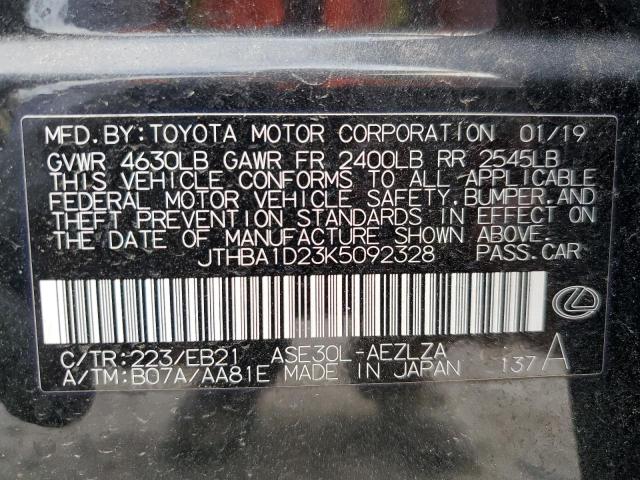 MFD. BY: TOYOTA MOTOR CORPORATION 01/19
GVWR 4630LB GAWR FR 2400LB RR 2545LB
THIS VEHICLE CONFORMS TO ALL APPLICABLE
FEDERAL MOTOR VEHICLE SAFETY, BUMPER, AND
THEFT PREVENTION STANDARDS IN EFFECT ON
THE DATE OF MANUFACTURE SHOWN ABOVE.
JTHBA1D23K5092328 PASS. CAR
C/TR: 223/EB21 ASE30L-AEZLZA
A/TM: B07A/AA81E MADE IN JAPAN 137 A